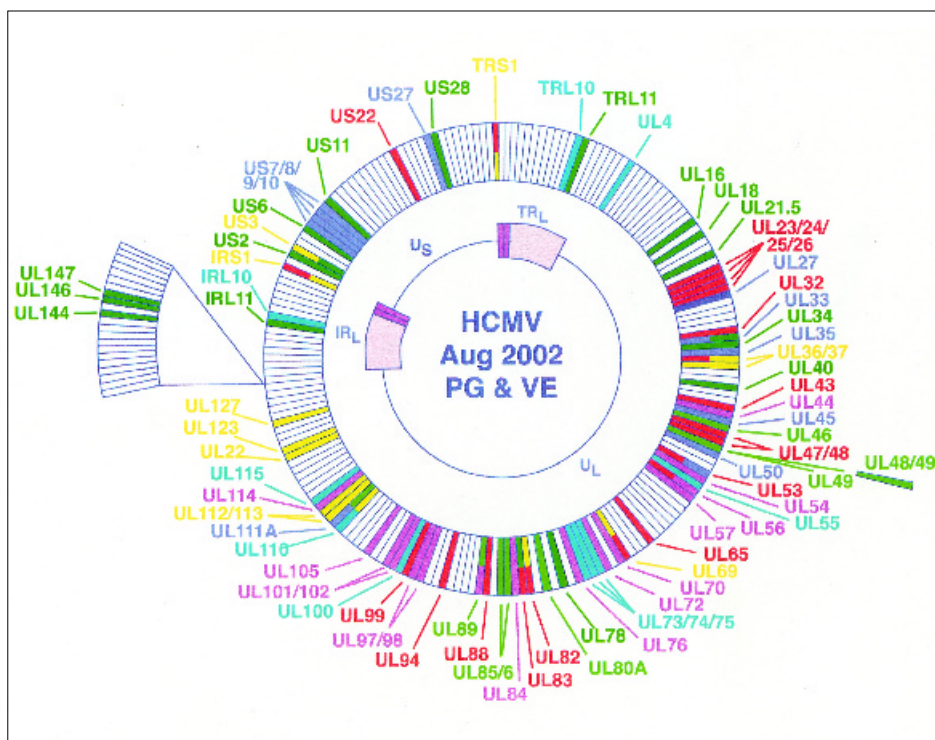 TRS1
US28
US27
US22
US11
US7/8/
9/10
US6
US3
US2
IRS1
IRL10
IRL11
UL147
UL146
UL144
TRL10
TRL11
UL4
UL16
UL18
UL21.5
UL23/24/
25/26
UL27
UL32
UL33
UL34
UL35
UL36/37
UL40
UL43
UL44
UL45
UL46
UL47/48
UL48/49
UL49
UL50
UL53
UL54
UL55
UL56
UL57
UL65
UL69
UL70
UL72
UL73/74/75
UL76
UL78
UL80A
UL82
UL83
UL84
UL85/6
UL88
UL89
UL94
UL97/98
UL99
UL100
UL101/102
UL105
UL110
UL111A
UL112/113
UL114
UL115
UL22
UL123
UL127
TRL
US
IRL
UL
HCMV
Aug 2002
PG & VE